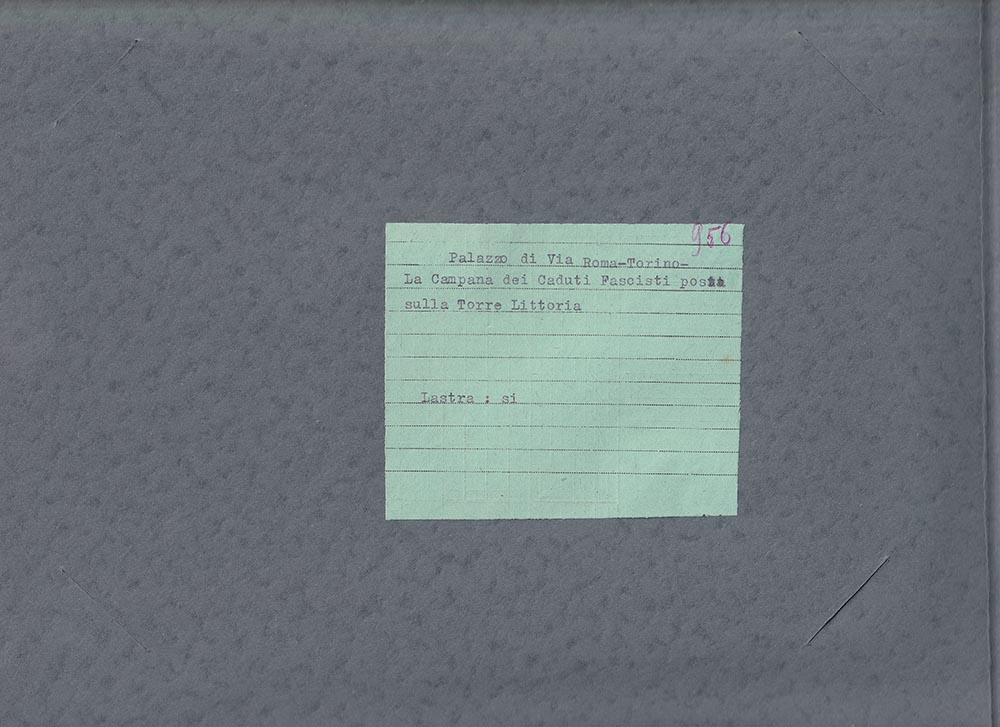 956
Palazzo di Via Roma-Torino-
La Campana dei Caduti Fascisti posta
sulla Torre Littoria
Lastra : si